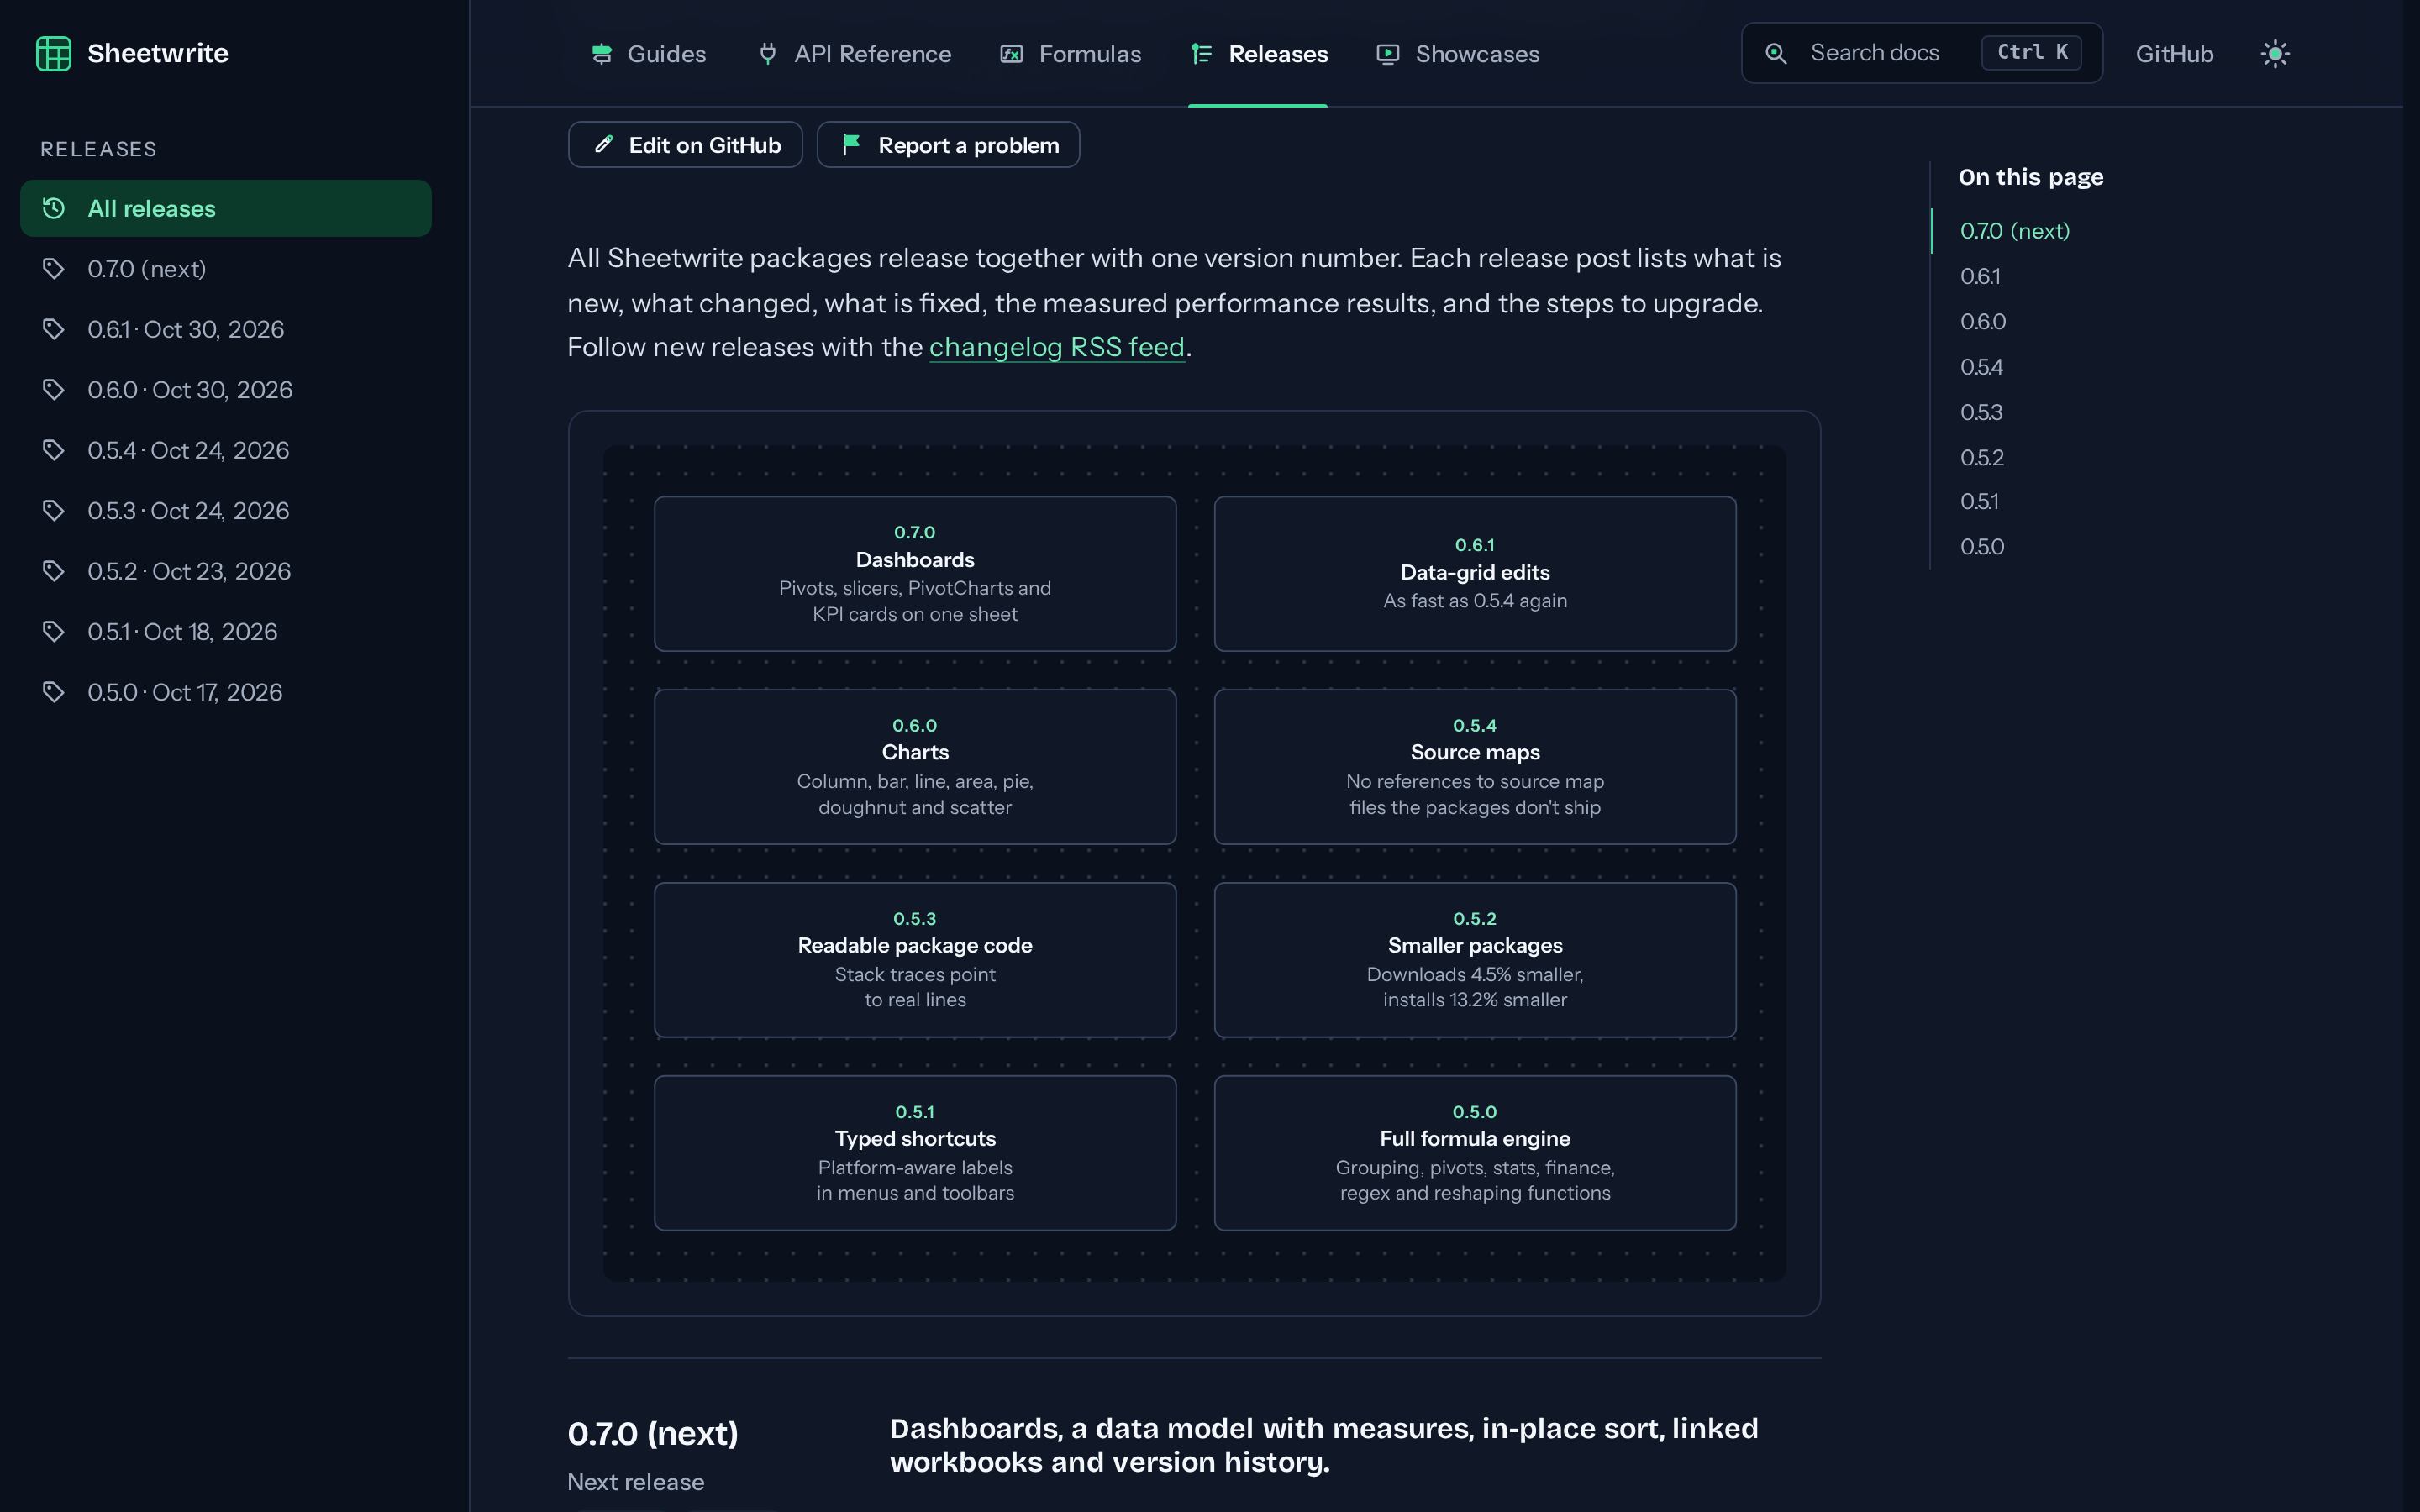 Sheetwrite
Guides
API Reference
Formulas
Releases
Showcases
Search docs
Ctrl K
GitHub
RELEASES
All releases
0.7.0 (next)
0.6.1 · Oct 30, 2026
0.6.0 · Oct 30, 2026
0.5.4 · Oct 24, 2026
0.5.3 · Oct 24, 2026
0.5.2 · Oct 23, 2026
0.5.1 · Oct 18, 2026
0.5.0 · Oct 17, 2026
Edit on GitHub
Report a problem
All Sheetwrite packages release together with one version number. Each release post lists what is
new, what changed, what is fixed, the measured performance results, and the steps to upgrade.
Follow new releases with the changelog RSS feed.
0.7.0
Dashboards
Pivots, slicers, PivotCharts and
KPI cards on one sheet
0.6.1
Data-grid edits
As fast as 0.5.4 again
0.6.0
Charts
Column, bar, line, area, pie,
doughnut and scatter
0.5.4
Source maps
No references to source map
files the packages don't ship
0.5.3
Readable package code
Stack traces point
to real lines
0.5.2
Smaller packages
Downloads 4.5% smaller,
installs 13.2% smaller
0.5.1
Typed shortcuts
Platform-aware labels
in menus and toolbars
0.5.0
Full formula engine
Grouping, pivots, stats, finance,
regex and reshaping functions
0.7.0 (next)
Next release
Dashboards, a data model with measures, in-place sort, linked
workbooks and version history.
On this page
0.7.0 (next)
0.6.1
0.6.0
0.5.4
0.5.3
0.5.2
0.5.1
0.5.0